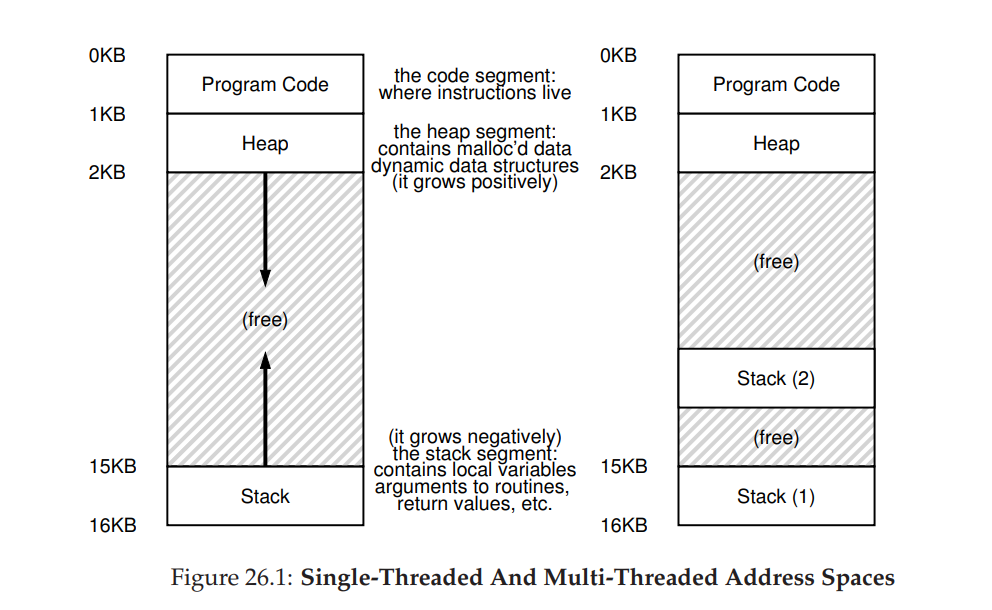 0KB
Program Code
1KB
Heap
2KB
(free)
15KB
Stack
16KB
the code segment:
where instructions live
the heap segment:
contains malloc'd data
dynamic data structures
(it grows positively)
(it grows negatively)
the stack segment:
contains local variables
arguments to routines,
return values, etc.
0KB
Program Code
1KB
Heap
2KB
(free)
Stack (2)
(free)
15KB
Stack (1)
16KB
Figure 26.1: Single-Threaded And Multi-Threaded Address Spaces